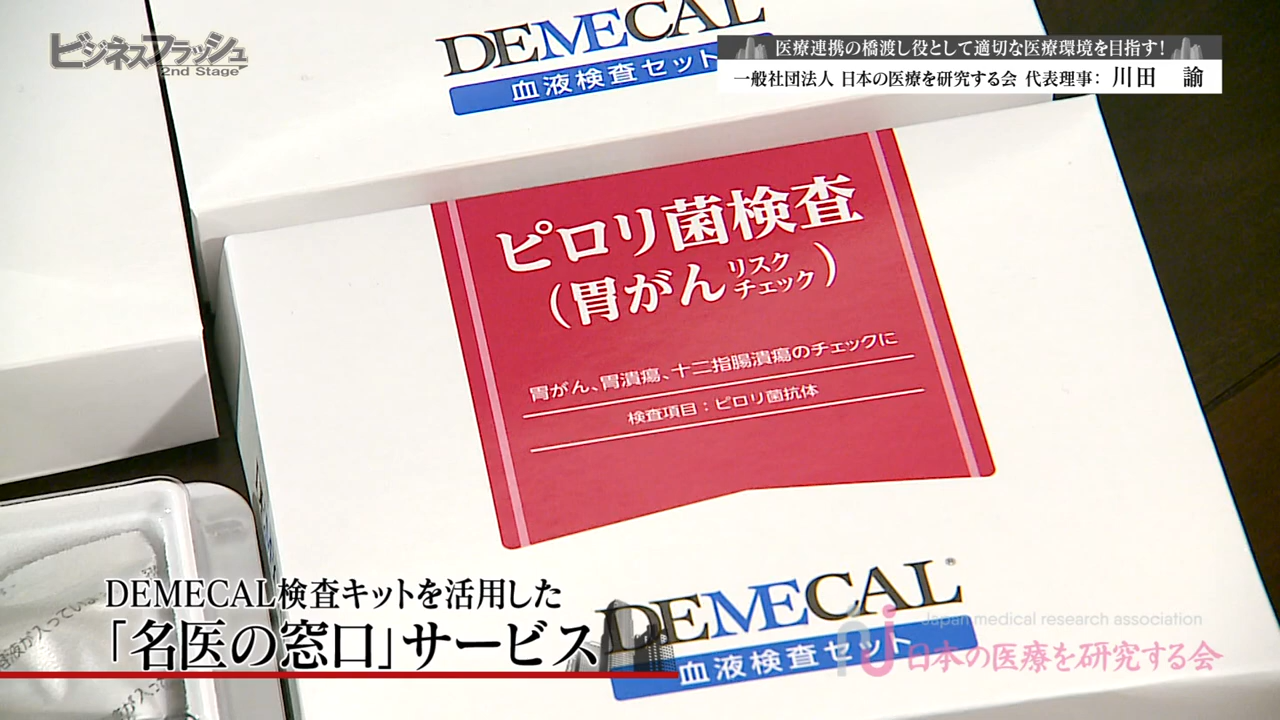 ビジネスフラッシュ
2nd Stage
医療連携の橋渡し役として適切な医療環境を目指す!
一般社団法人 日本の医療を研究する会 代表理事: 川田 諭
DEMECAL
血液検査セット
ピロリ菌検査
(胃がんリスクチェック)
胃がん、胃潰瘍、十二指腸潰瘍のチェックに
検査項目:ピロリ菌抗体
DEMECAL®
血液検査セット
DEMECAL検査キットを活用した
「名医の窓口」サービス
Japan medical research association
日本の医療を研究する会